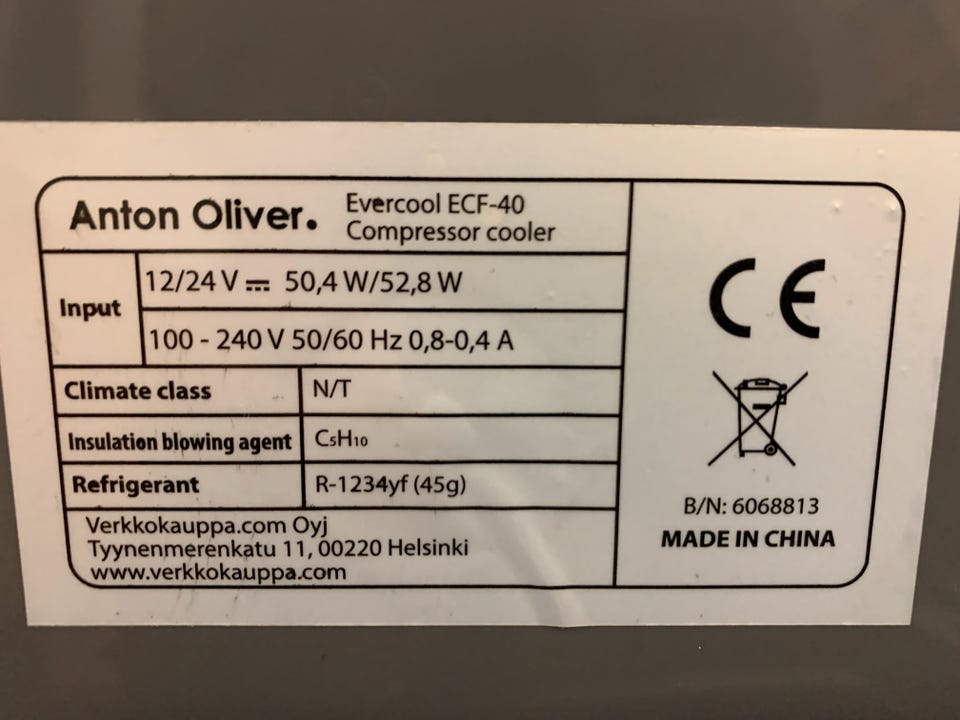 Anton Oliver.
Evercool ECF-40
Compressor cooler
Input
12/24 V ⎓ 50,4 W/52,8 W
100 - 240 V 50/60 Hz 0,8-0,4 A
Climate class N/T
Insulation blowing agent C₅H₁₀
Refrigerant R-1234yf (45g)
Verkkokauppa.com Oyj
Tyynenmerenkatu 11, 00220 Helsinki
www.verkkokauppa.com
CE
B/N: 6068813
MADE IN CHINA